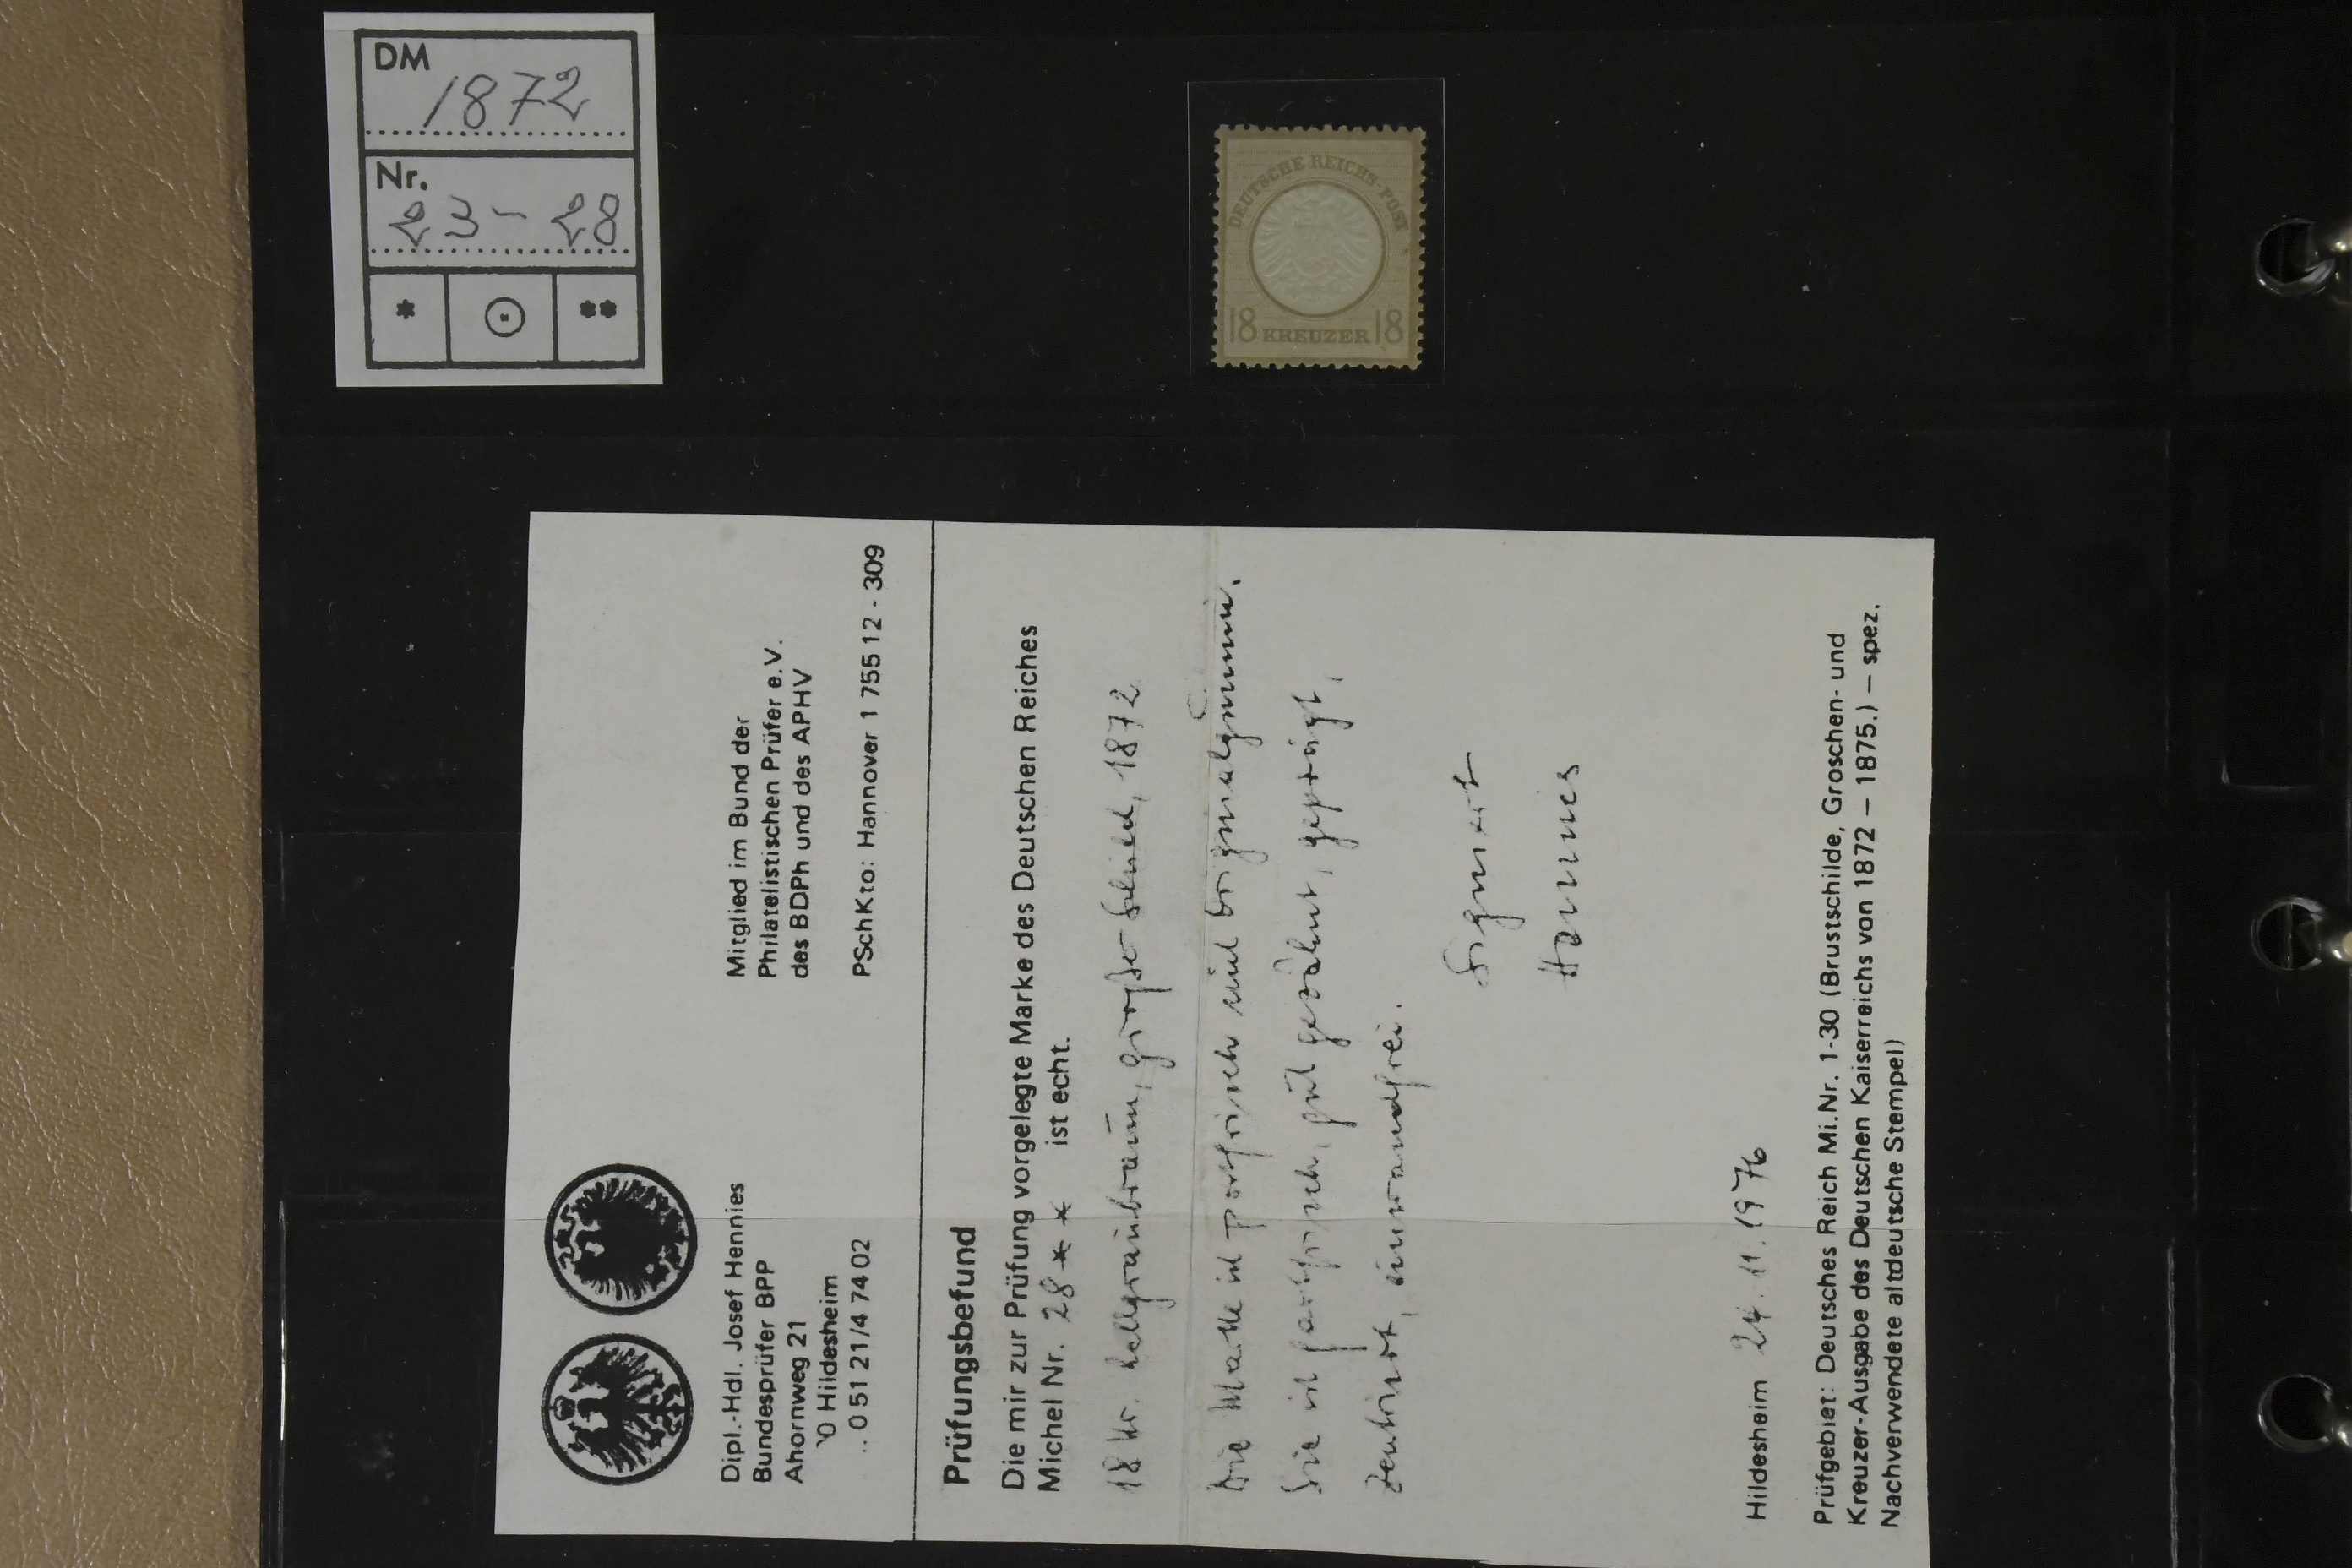 DM
1872
Nr.
23 - 28
* ⊙ **
DEUTSCHE REICHS-POST
18 KREUZER 18
Dipl.-Hdl. Josef Hennies
Bundesprüfer BPP
Ahornweg 21
0 Hildesheim
0 51 21/4 74 02
Mitglied im Bund der
Philatelistischen Prüfer e.V.
des BDPh und des APHV
PSchKto: Hannover 1 755 12 - 309
Prüfungsbefund
Die mir zur Prüfung vorgelegte Marke des Deutschen Reiches
Michel Nr. 28 ** ist echt.
18 Kr. hellgraubraun, großer Schild, 1872
Die Marke ist postfrisch mit Originalgummi.
Sie ist farbfrisch, gut gezähnt, geprägt,
zentriert, einwandfrei.
Signiert
Hennies
Hildesheim 24.11.1976
Prüfgebiet: Deutsches Reich Mi.Nr. 1-30 (Brustschilde, Groschen- und
Kreuzer-Ausgabe des Deutschen Kaiserreichs von 1872 — 1875.) — spez.
Nachverwendete altdeutsche Stempel)